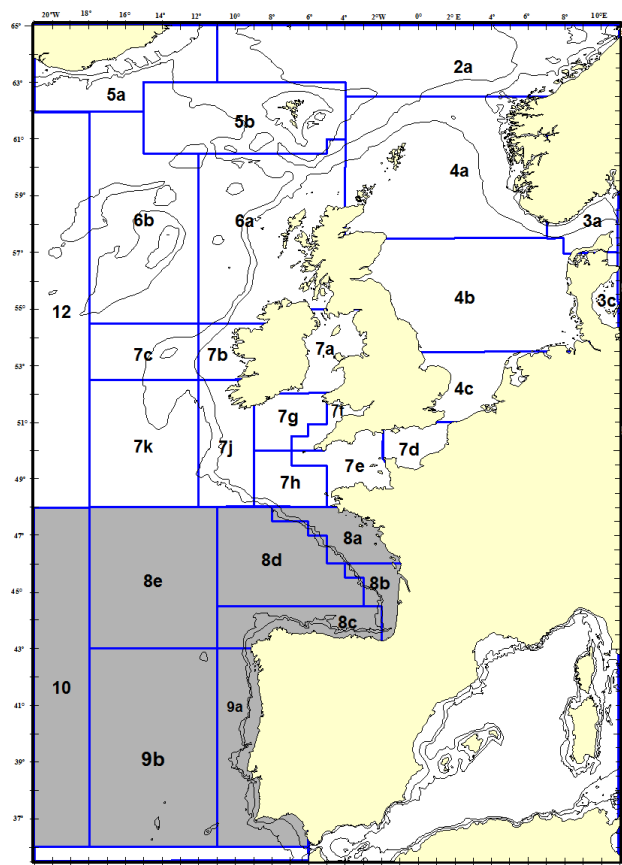 20°W 18° 16° 14° 12° 10° 8° 6° 4° 2°W 0° 2° E 4° 6° 8° 10°E
65°
2a
63°
5a
5b
61°
4a
59°
6b 6a 3a
57°
12 4b 3c
55°
7c 7b 7a
53°
4c
7g 7f
51°
7k 7j 7e 7d
49°
7h
47°
8a
8e 8d 8b
45°
8c
43°
10 9a
41°
9b
39°
37°